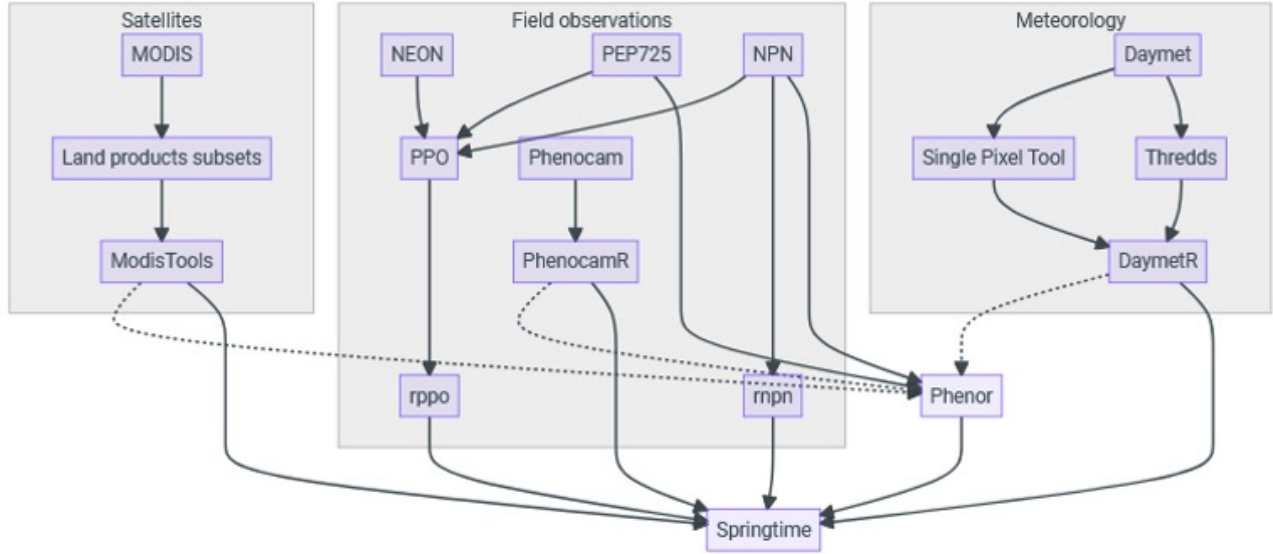 Satellites
Field observations
Meteorology
MODIS
NEON
PEP725
NPN
Daymet
Land products subsets
PPO
Phenocam
Single Pixel Tool
Thredds
ModisTools
PhenocamR
DaymetR
rppo
rnpn
Phenor
Springtime